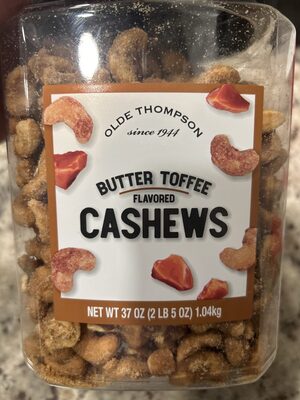 OLDE THOMPSON
since 1944
BUTTER TOFFEE
FLAVORED
CASHEWS
NET WT 37 OZ (2 LB 5 OZ) 1.04kg